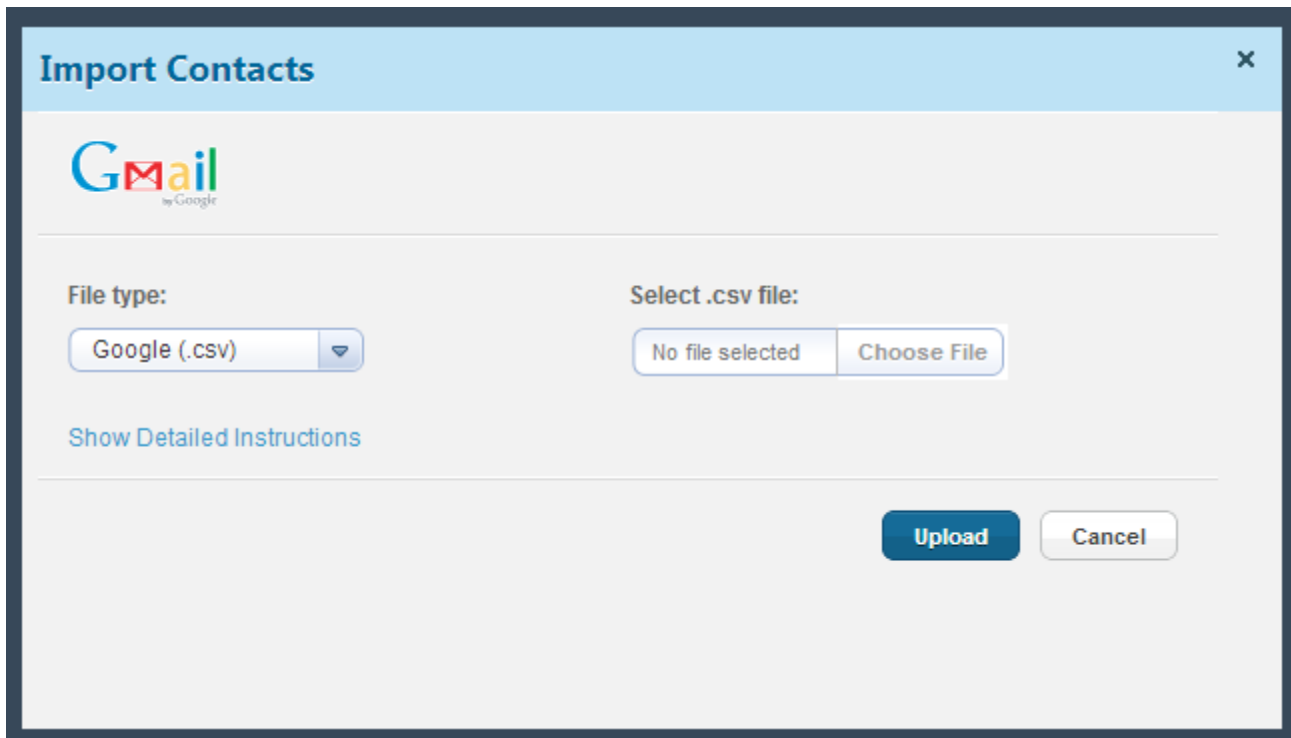 Import Contacts
Gmail
by Google
File type:
Select .csv file:
Google (.csv)
No file selected
Choose File
Show Detailed Instructions
Upload
Cancel